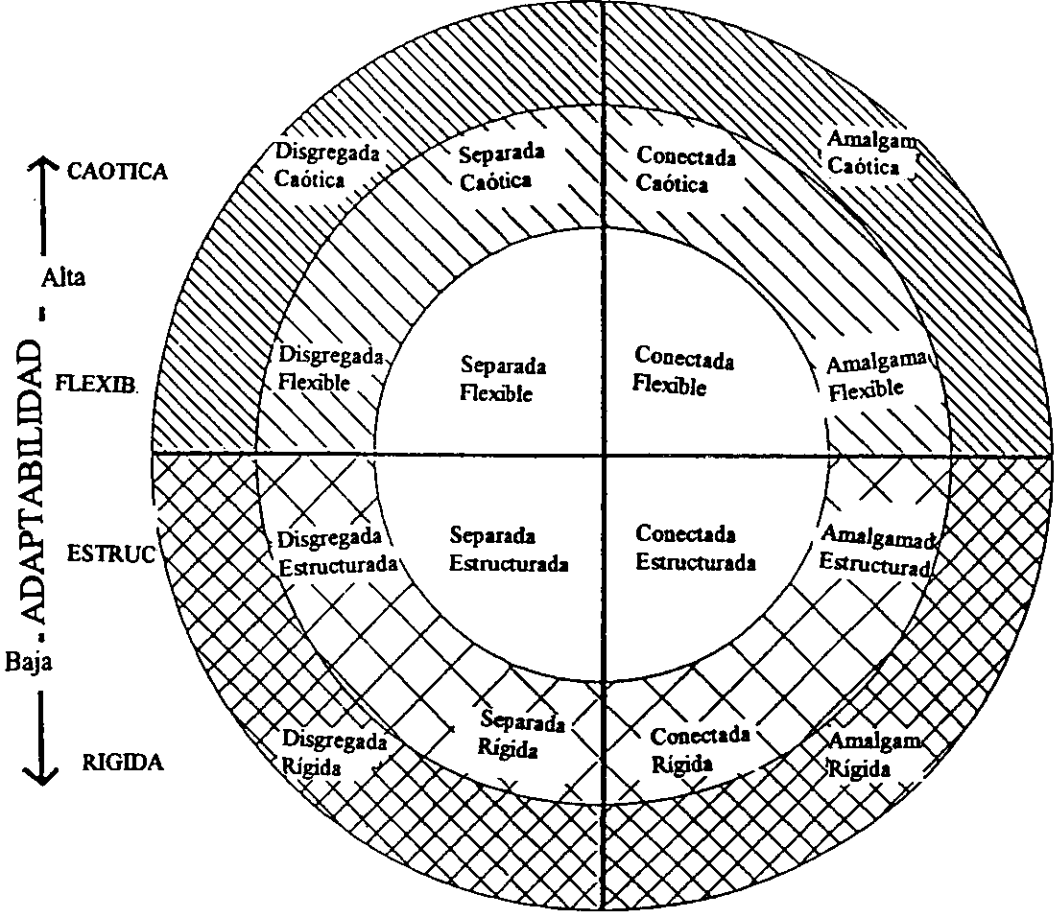 CAOTICA
Disgregada
Caótica
Separada
Caótica
Conectada
Caótica
Amalgam
Caótica
Alta
ADAPTABILIDAD
FLEXIB.
Disgregada
Flexible
Separada
Flexible
Conectada
Flexible
Amalgama
Flexible
ESTRUC
Disgregada
Estructurada
Separada
Estructurada
Conectada
Estructurada
Amalgamad
Estructurad
Baja
RIGIDA
Disgregada
Rígida
Separada
Rígida
Conectada
Rígida
Amalgam
Rígida